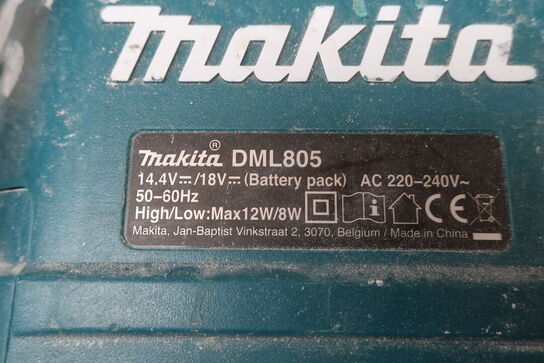 makita
makita® DML805
14.4V⎓/18V⎓(Battery pack) AC 220–240V~
50–60Hz
High/Low:Max12W/8W
Makita, Jan-Baptist Vinkstraat 2, 3070, Belgium / Made in China